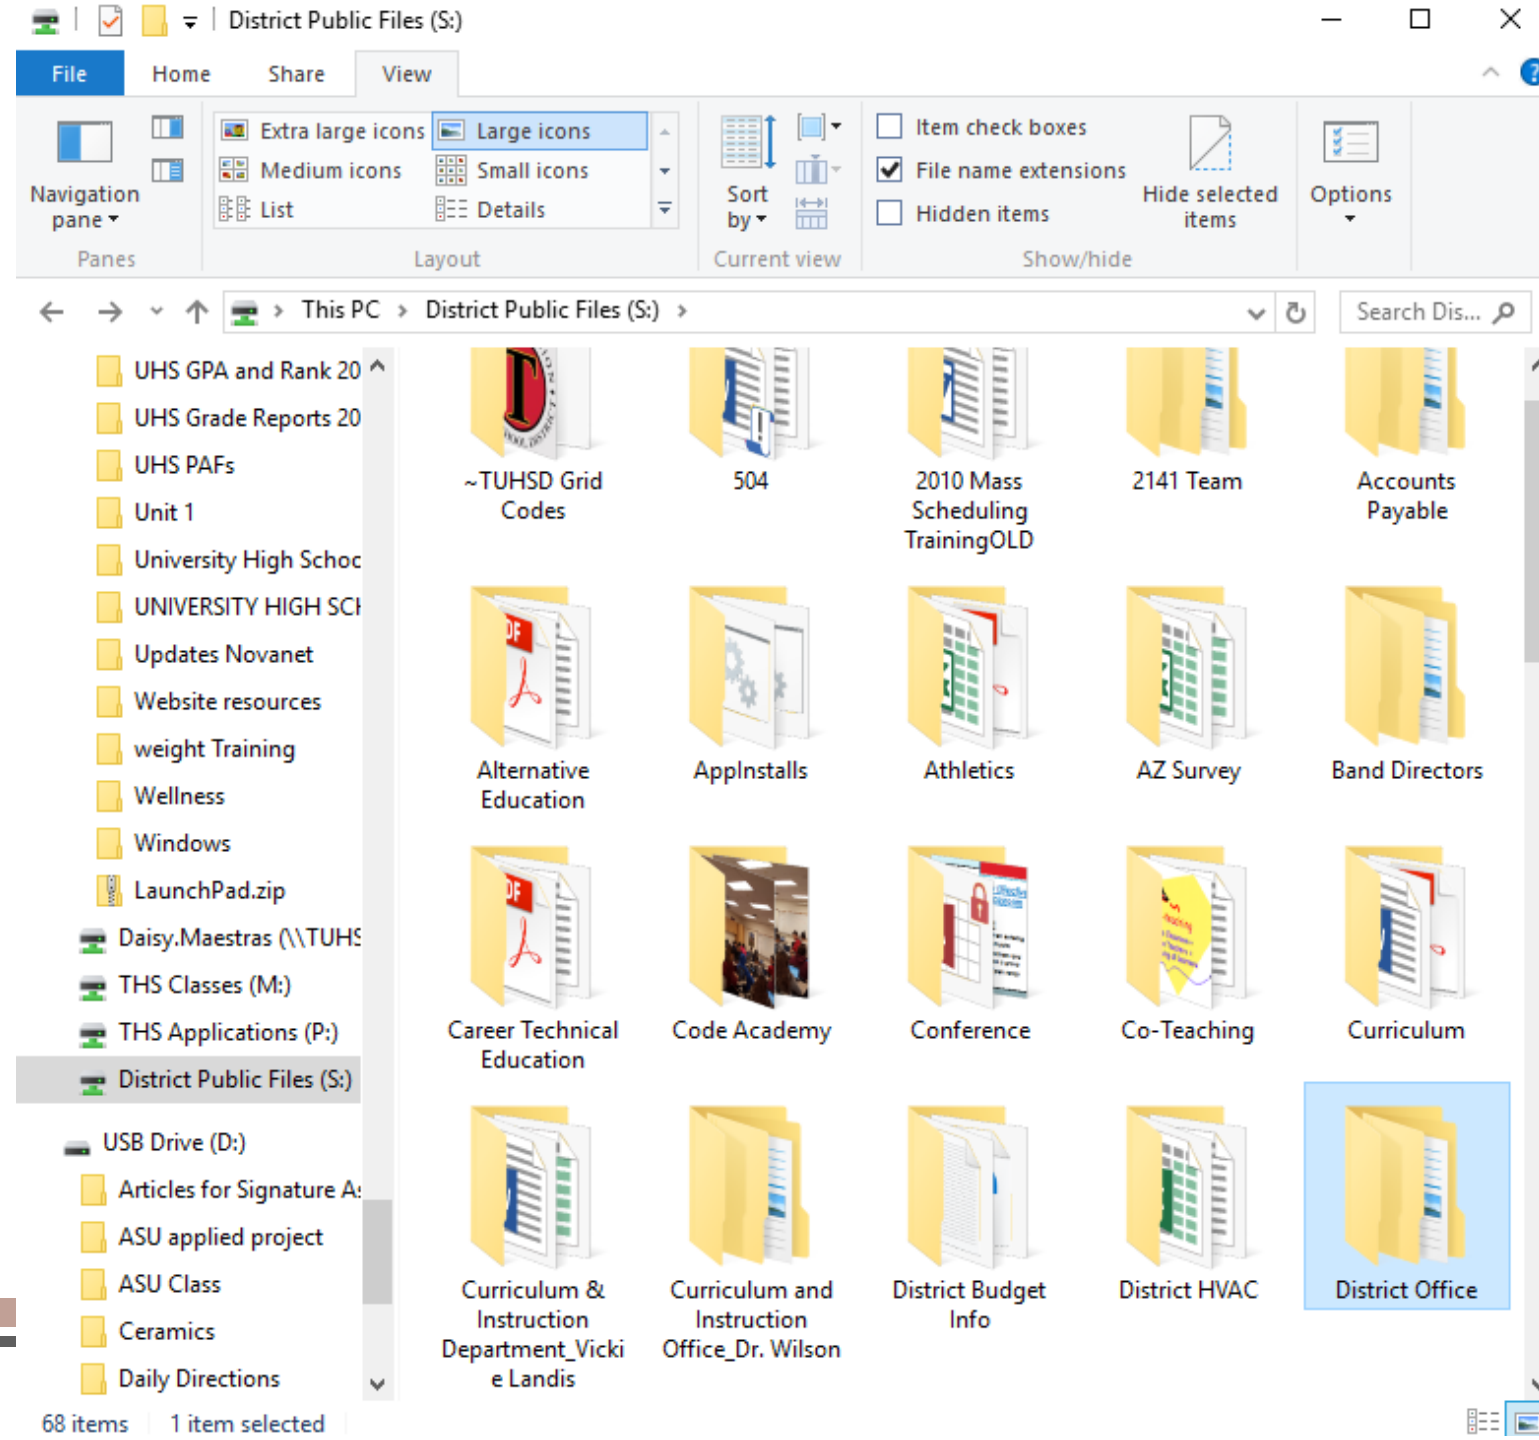 District Public Files (S:)
File Home Share View
Extra large icons Large icons
Medium icons Small icons
List Details
Navigation pane
Sort by
Item check boxes
File name extensions
Hidden items
Hide selected items
Options
Panes Layout Current view Show/hide
This PC > District Public Files (S:) >
Search Dis...
UHS GPA and Rank 20
UHS Grade Reports 20
UHS PAFs
Unit 1
University High Schoo
UNIVERSITY HIGH SCH
Updates Novanet
Website resources
weight Training
Wellness
Windows
LaunchPad.zip
Daisy.Maestras (\\TUHS
THS Classes (M:)
THS Applications (P:)
District Public Files (S:)
USB Drive (D:)
Articles for Signature As
ASU applied project
ASU Class
Ceramics
Daily Directions
~TUHSD Grid
Codes
504
2010 Mass
Scheduling
TrainingOLD
2141 Team
Accounts
Payable
Alternative
Education
AppInstalls
Athletics
AZ Survey
Band Directors
Career Technical
Education
Code Academy
Conference
Co-Teaching
Curriculum
Curriculum &
Instruction
Department_Vicki
e Landis
Curriculum and
Instruction
Office_Dr. Wilson
District Budget
Info
District HVAC
District Office
68 items 1 item selected